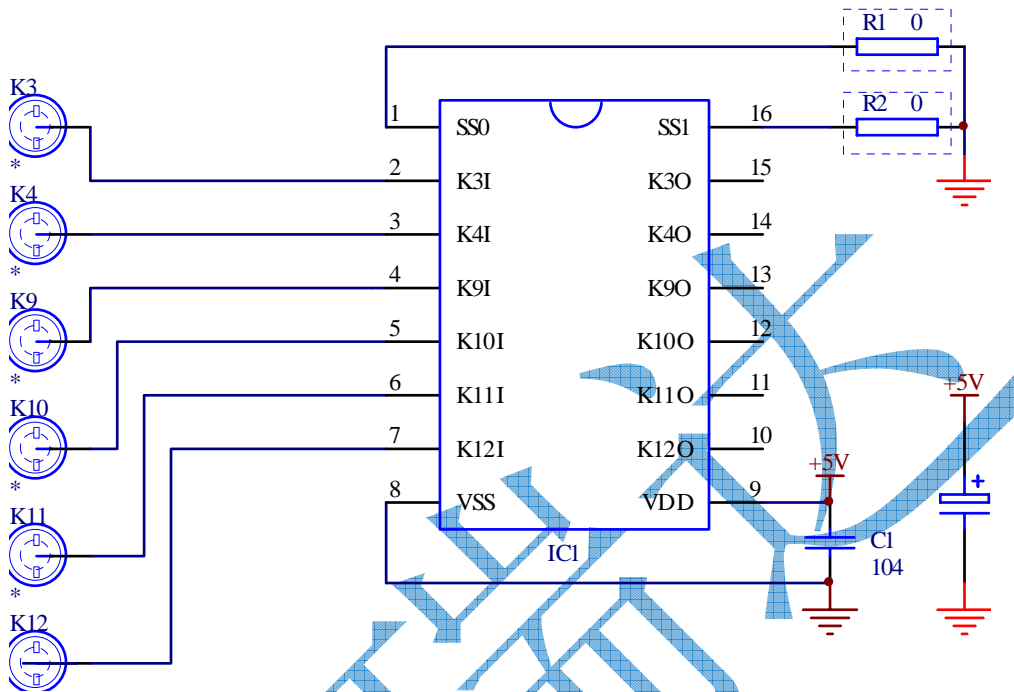 R1 0
R2 0
K3
*
K4
*
K9
*
K10
*
K11
*
K12
1 SS0 SS1 16
2 K3I K3O 15
3 K4I K4O 14
4 K9I K9O 13
5 K10I K10O 12
6 K11I K11O 11
7 K12I K12O 10
8 VSS VDD 9
IC1
+5V
C1
104
+5V
+